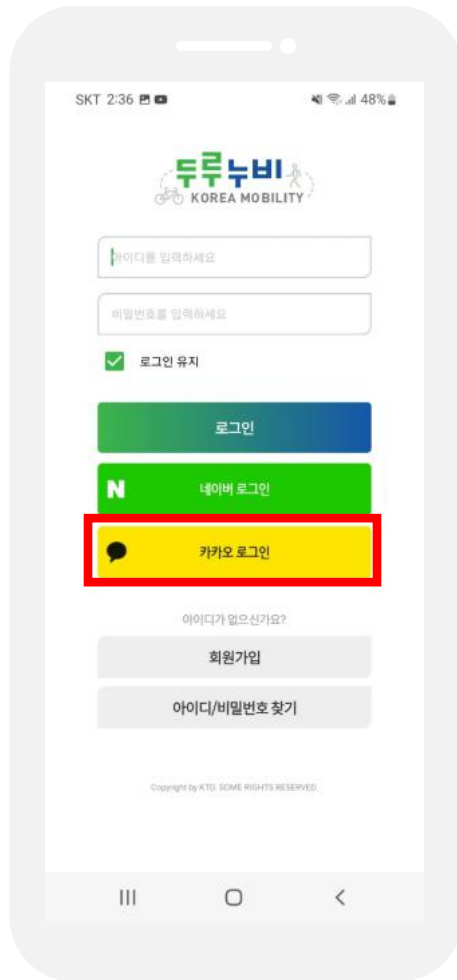 SKT 2:36 48%
두루누비
KOREA MOBILITY
아이디를 입력하세요
비밀번호를 입력하세요
로그인 유지
로그인
N 네이버 로그인
카카오 로그인
아이디가 없으신가요?
회원가입
아이디/비밀번호 찾기
Copyright by KTO. SOME RIGHTS RESERVED.